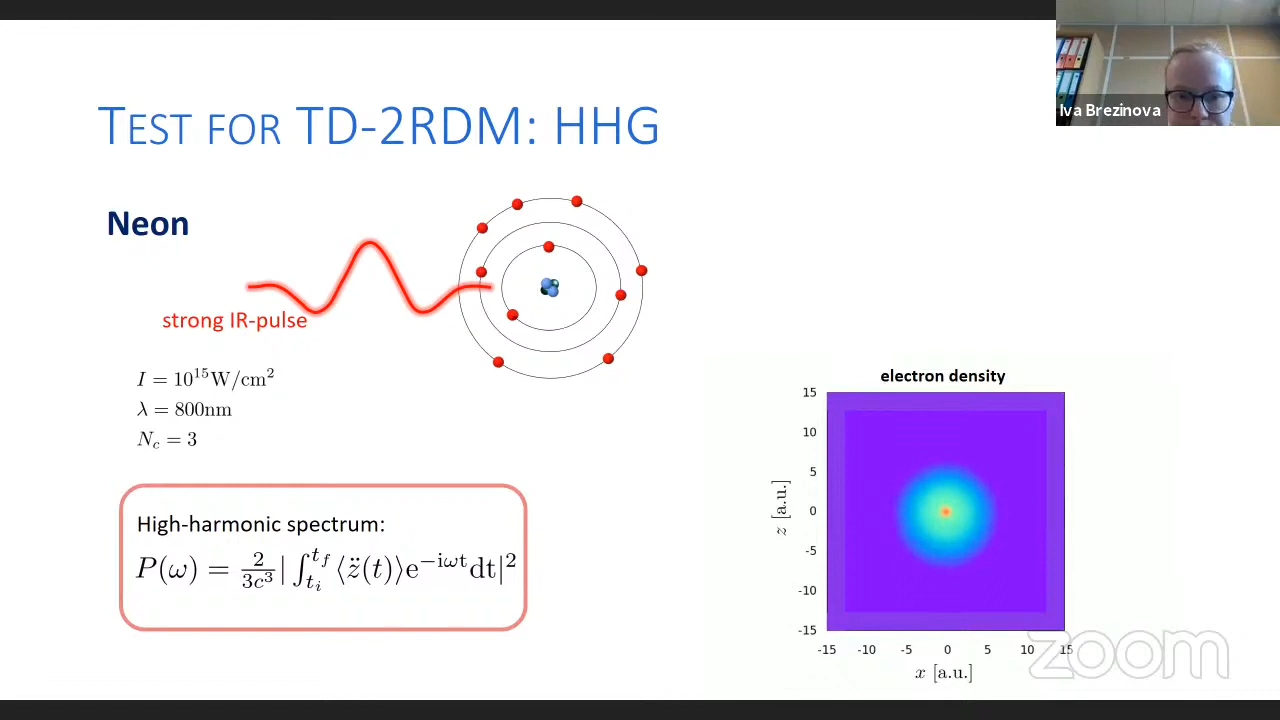 TEST FOR TD-2RDM: HHG
Iva Brezinova
Neon
strong IR-pulse
I = 10^15 W/cm^2
λ = 800nm
N_c = 3
High-harmonic spectrum:
P(ω) = 2/(3c^3) |∫_{t_i}^{t_f} ⟨z̈(t)⟩e^{−iωt}dt|^2
electron density
15
10
5
0
-5
-10
-15
z [a.u.]
-15 -10 -5 0 5 10 15
x [a.u.]
zoom